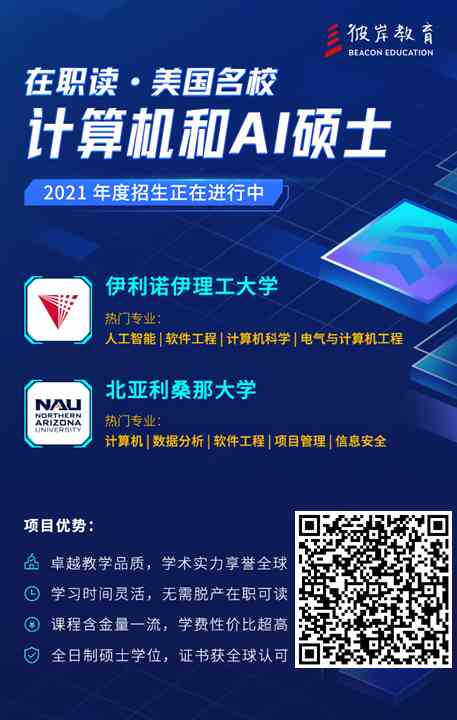 彼岸教育
BEACON EDUCATION
在职读·美国名校
计算机和AI硕士
2021 年度招生正在进行中
伊利诺伊理工大学
热门专业：
人工智能 | 软件工程 | 计算机科学 | 电气与计算机工程
北亚利桑那大学
NAU
NORTHERN
ARIZONA
UNIVERSITY
热门专业：
计算机 | 数据分析 | 软件工程 | 项目管理 | 信息安全
项目优势：
卓越教学品质，学术实力享誉全球
学习时间灵活，无需脱产在职可读
课程含金量一流，学费性价比超高
全日制硕士学位，证书获全球认可